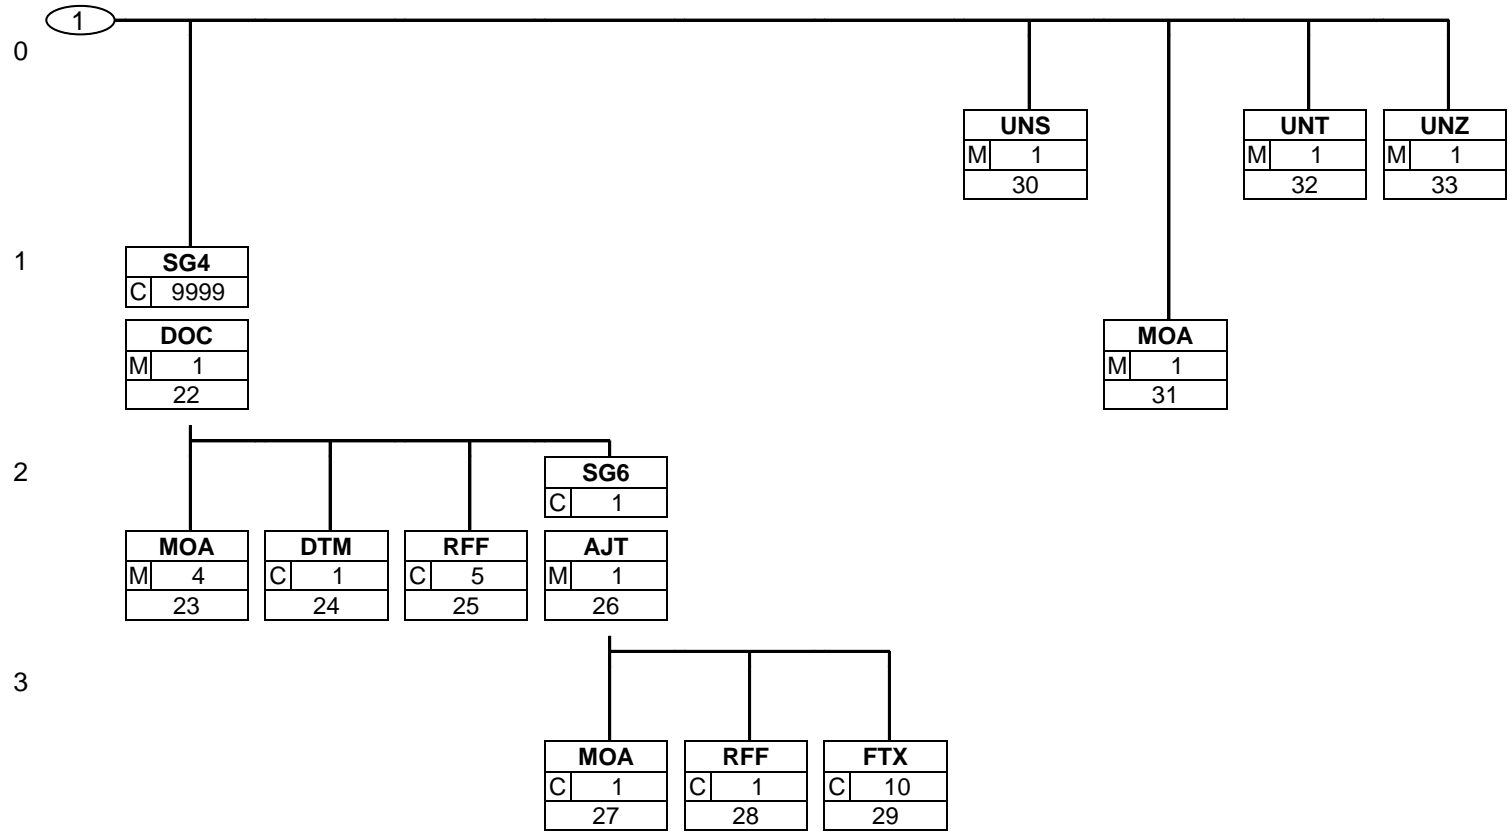 1
0
UNS UNT UNZ
M 1 M 1 M 1
30 32 33
1 SG4
C 9999
DOC MOA
M 1 M 1
22 31
2 SG6
C 1
MOA DTM RFF AJT
M 4 C 1 C 5 M 1
23 24 25 26
3
MOA RFF FTX
C 1 C 1 C 10
27 28 29